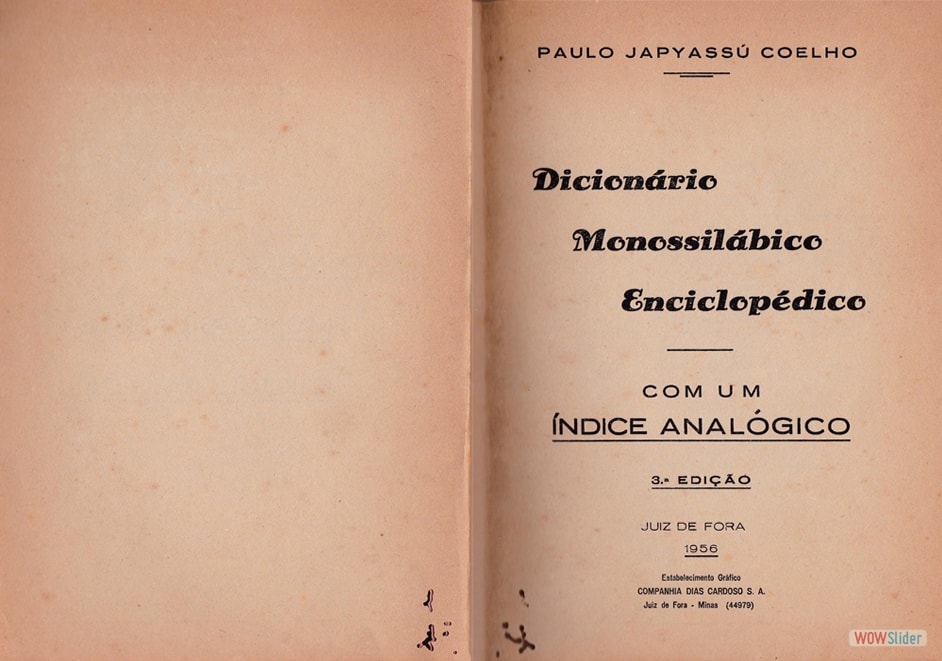 PAULO JAPYASSÚ COELHO
Dicionário
Monossilábico
Enciclopédico
COM UM
ÍNDICE ANALÓGICO
3.ª EDIÇÃO
JUIZ DE FORA
1956
Estabelecimento Gráfico
COMPANHIA DIAS CARDOSO S. A.
Juiz de Fora - Minas (44979)
WOWSlider